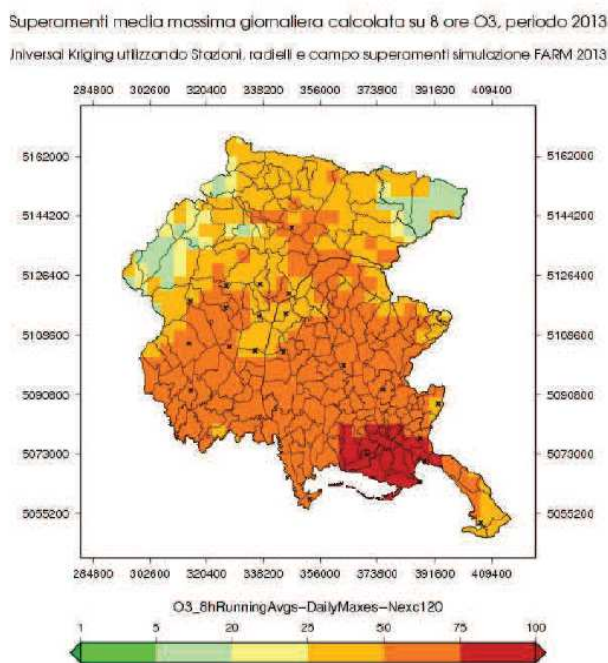 Superamenti media massima giornaliera calcolata su 8 ore O3, periodo 2013
Universal Kriging utilizzando Stazioni, radielli e campo superamenti simulazione FARM 2013
284800 302600 320400 338200 356000 373800 391600 409400
5162000 5162000
5144200 5144200
5126400 5126400
5108600 5108600
5090800 5090800
5073000 5073000
5055200 5055200
284800 302600 320400 338200 356000 373800 391600 409400
O3_8hRunningAvgs-DailyMaxes-Nexc120
1 5 20 25 50 75 100